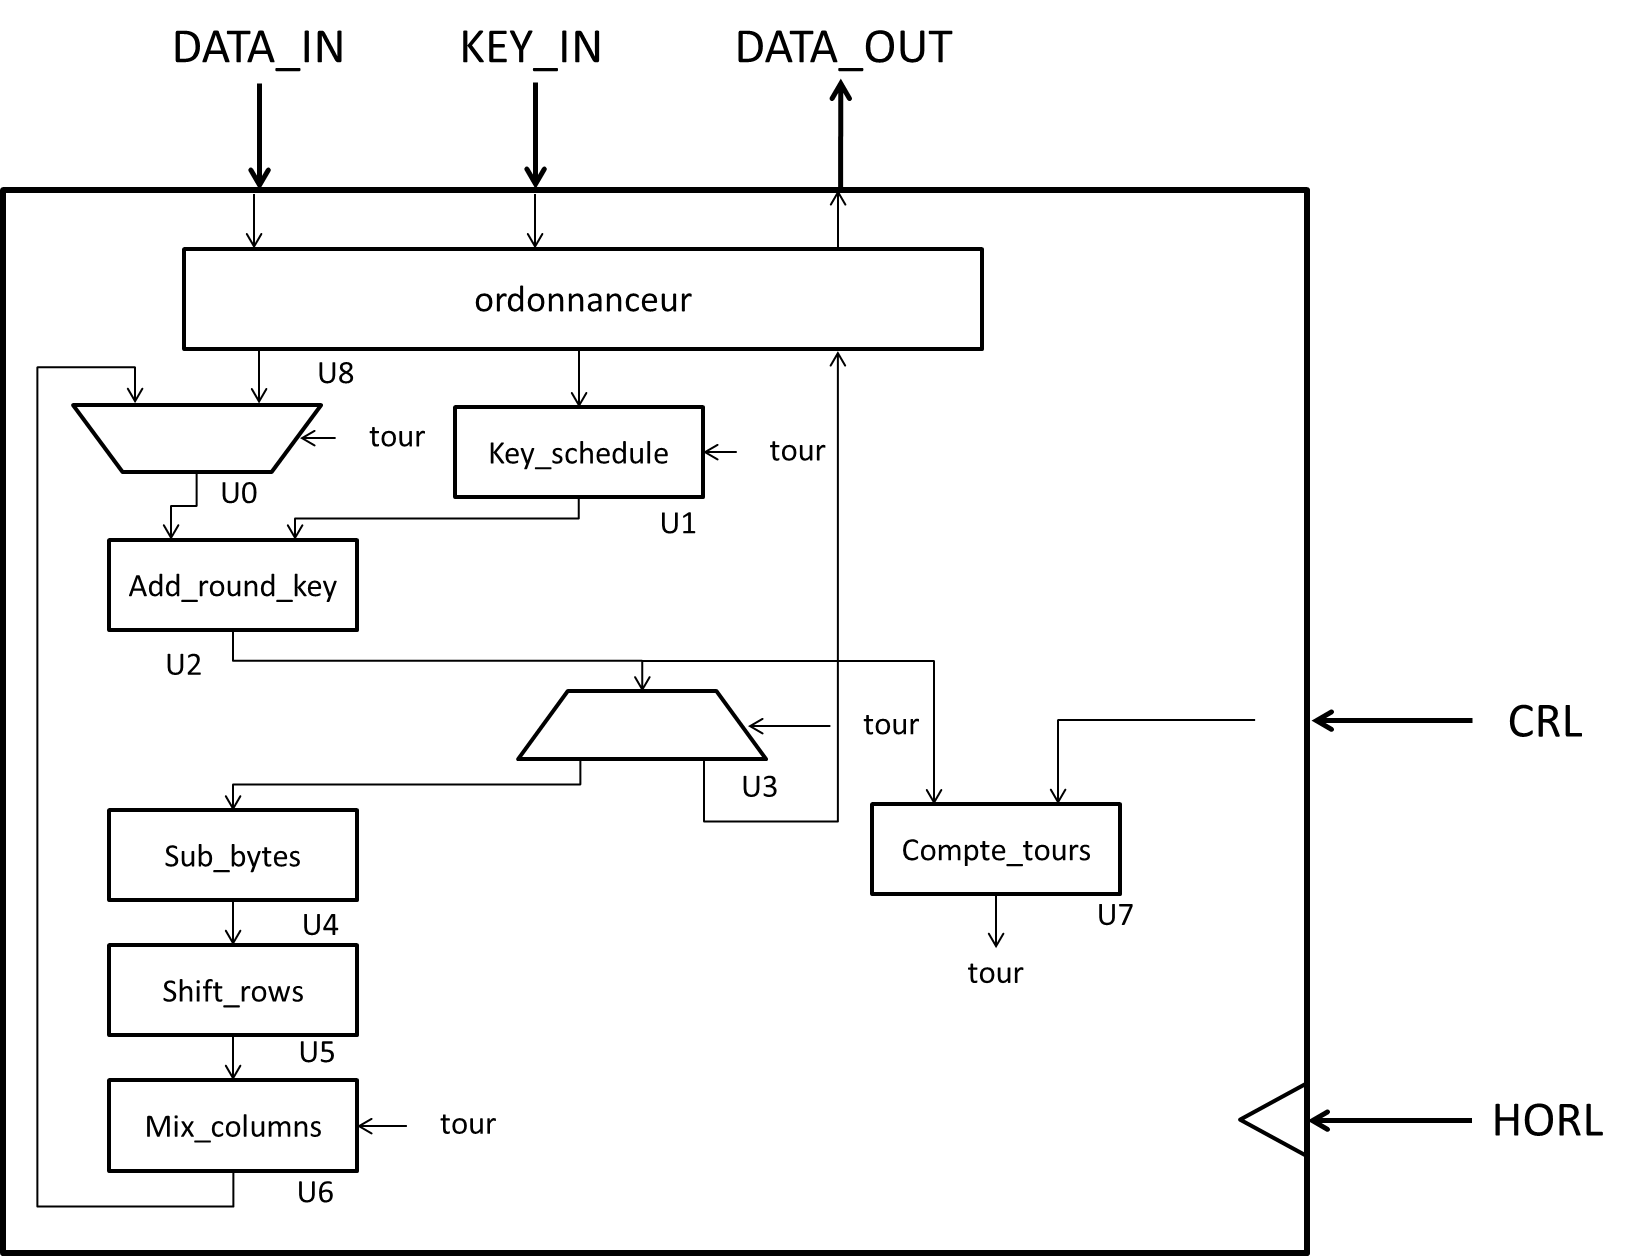 DATA_IN
KEY_IN
DATA_OUT
ordonnanceur
U8
tour
Key_schedule
tour
U0
U1
Add_round_key
U2
tour
CRL
U3
Sub_bytes
Compte_tours
U4
U7
tour
Shift_rows
U5
Mix_columns
tour
HORL
U6